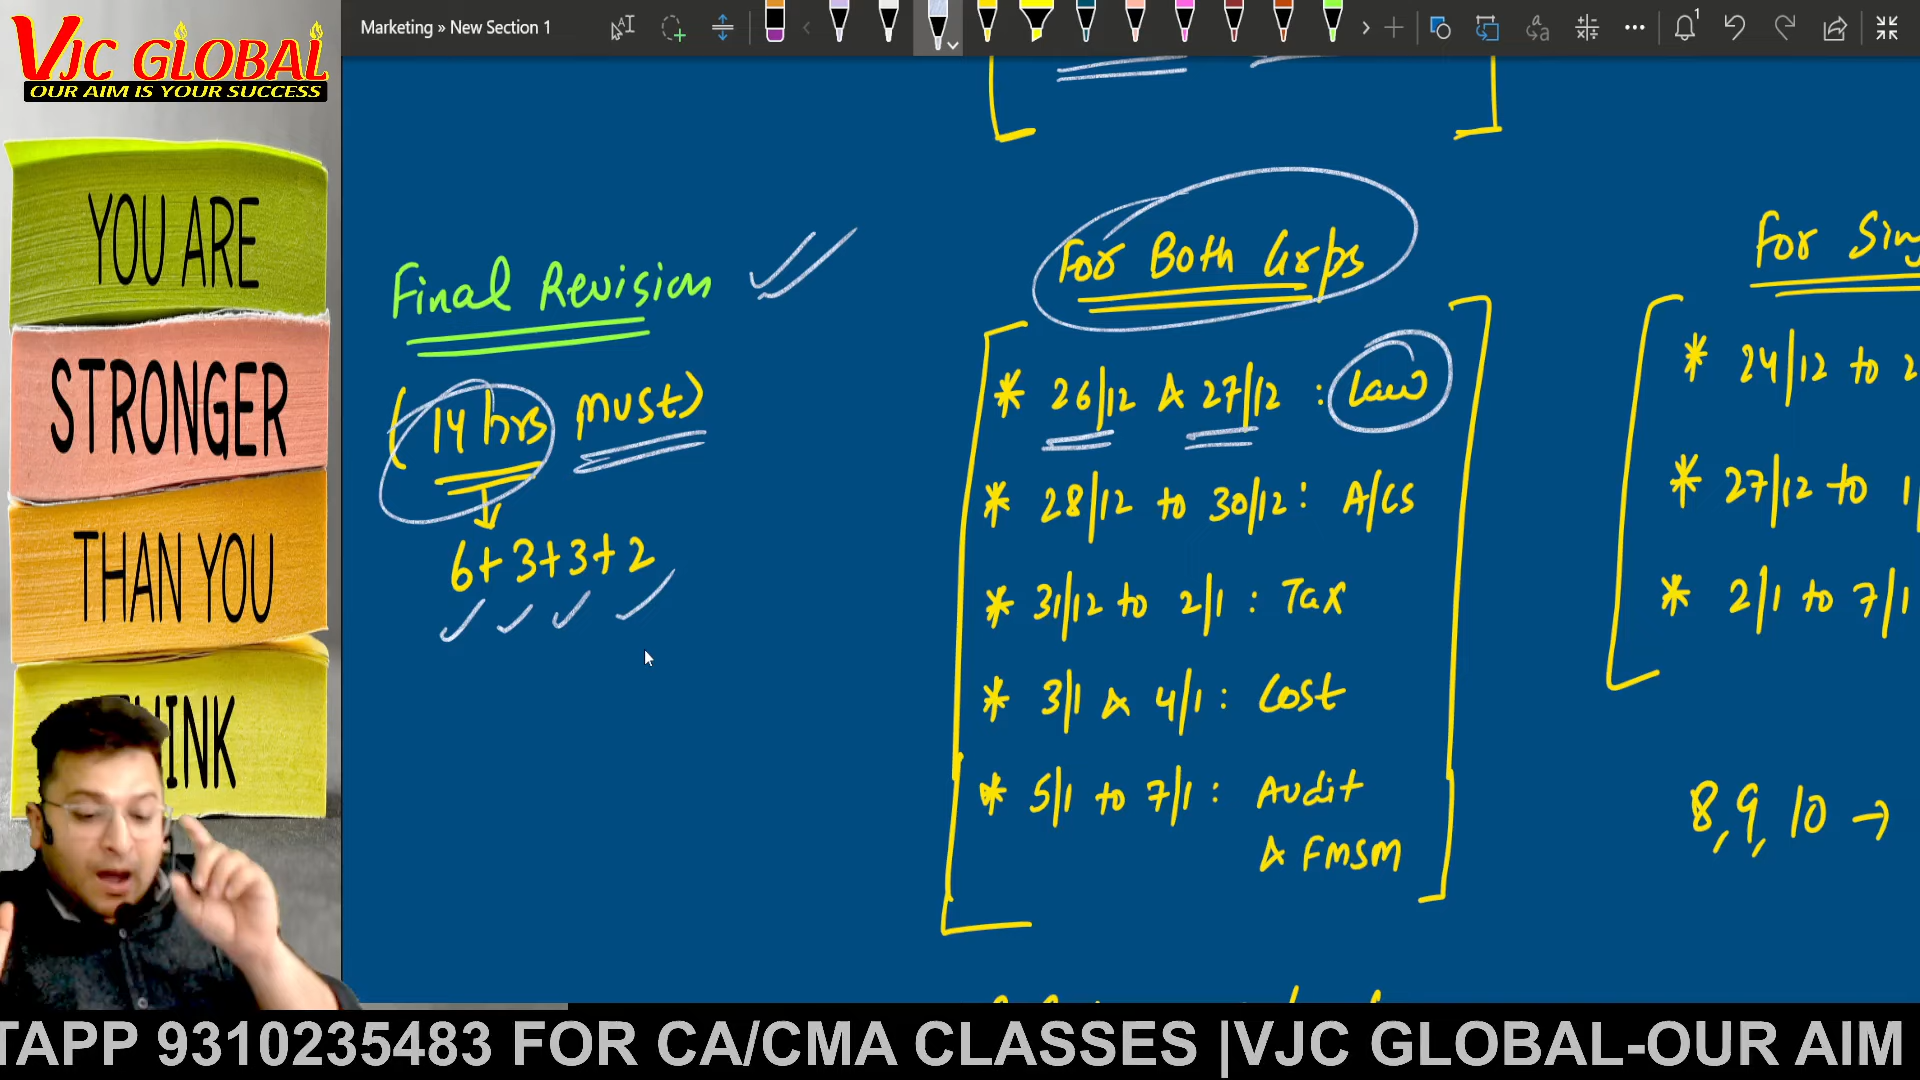 VJC GLOBAL
OUR AIM IS YOUR SUCCESS
Marketing » New Section 1
YOU ARE
STRONGER
THAN YOU
THINK
Final Revision
(14 hrs must)
6+3+3+2
For Both Grps
* 26/12 & 27/12 : Law
* 28/12 to 30/12 : A/cs
* 31/12 to 2/1 : Tax
* 3/1 & 4/1 : Cost
* 5/1 to 7/1 : Audit
& FMSM
For Sin
* 24/12 to 2
* 27/12 to 1
* 2/1 to 7/1
8, 9, 10 →
TAPP 9310235483 FOR CA/CMA CLASSES |VJC GLOBAL-OUR AIM